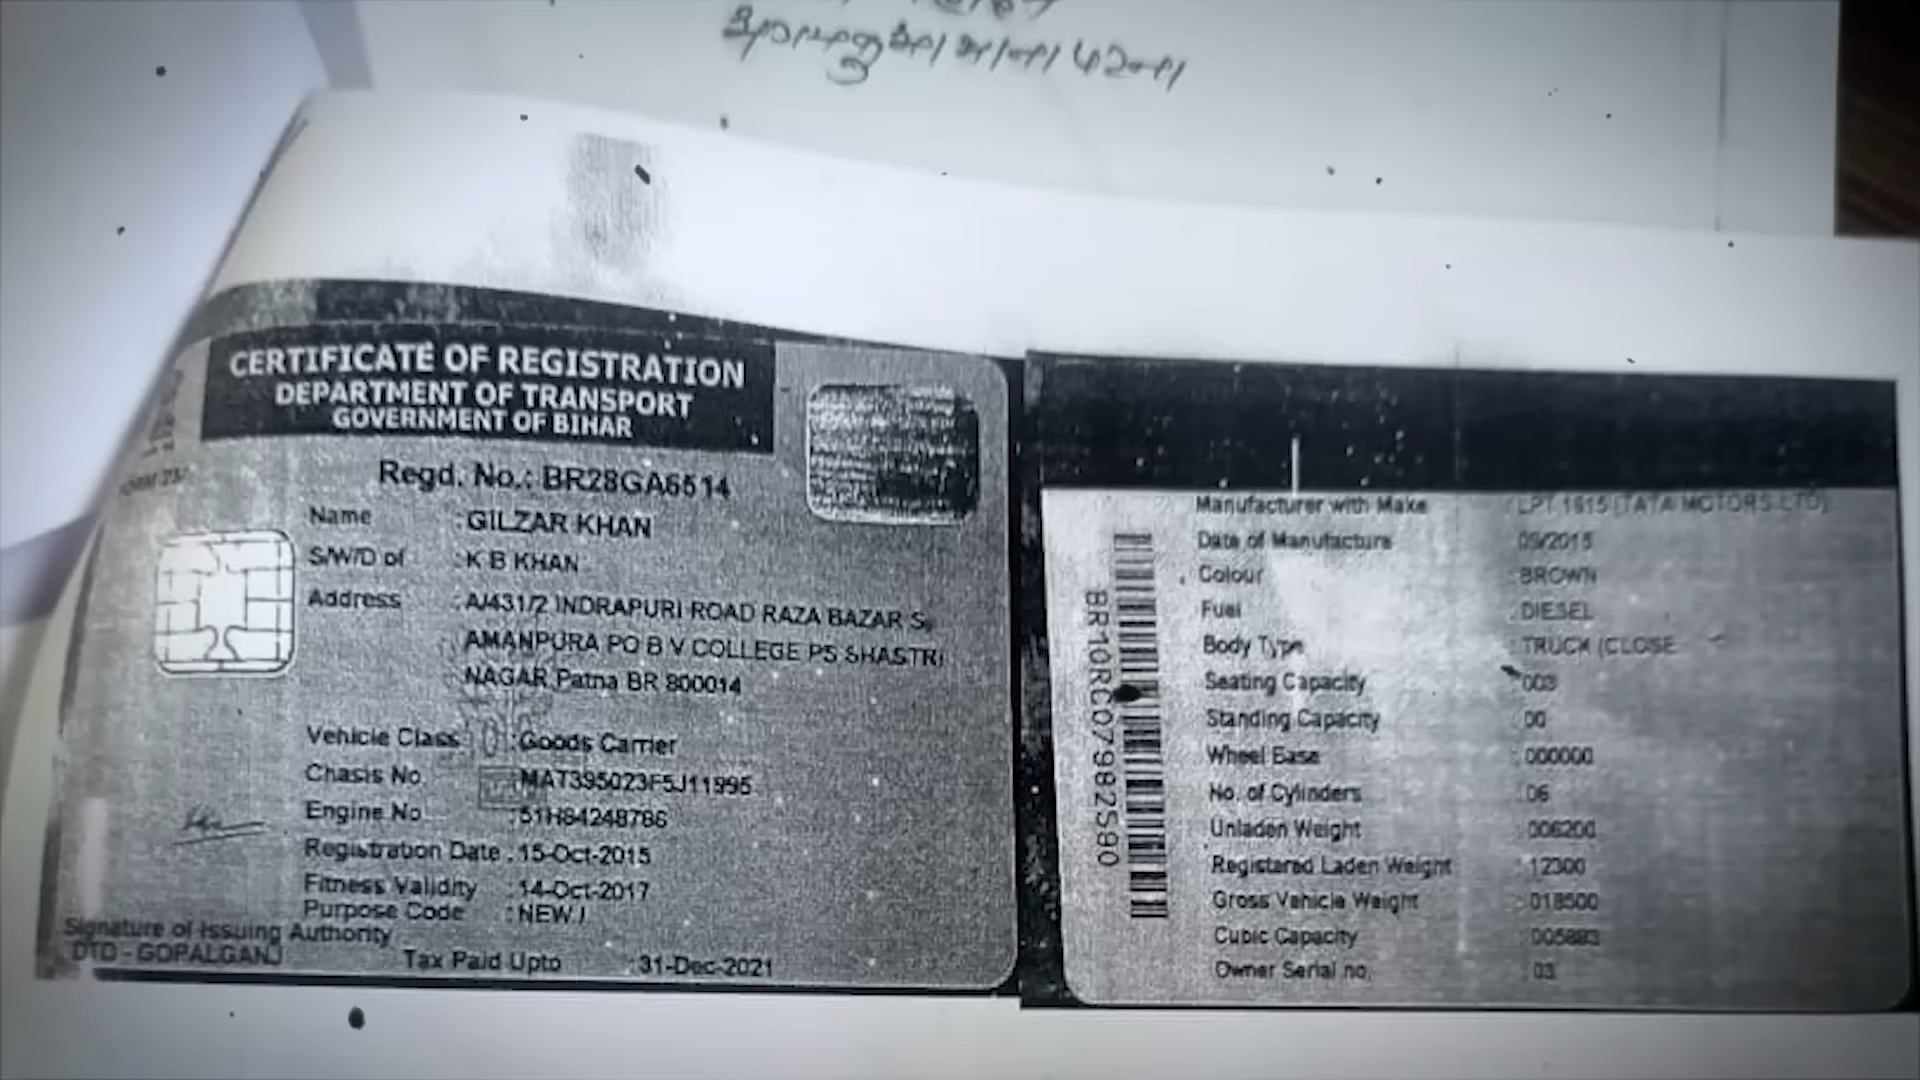 CERTIFICATE OF REGISTRATION
DEPARTMENT OF TRANSPORT
GOVERNMENT OF BIHAR
Regd. No.: BR28GA6514
Name : GILZAR KHAN
S/W/D of : K B KHAN
Address : A/431/2 INDRAPURI ROAD RAZA BAZAR S,
AMANPURA PO B V COLLEGE PS SHASTRI
NAGAR Patna BR 800014
Vehicle Class : Goods Carrier
Chasis No : MAT395023F5J11995
Engine No : 51H84248786
Registration Date : 15-Oct-2015
Fitness Validity : 14-Oct-2017
Purpose Code : NEW /
Signature of Issuing Authority
DTO - GOPALGANJ
Tax Paid Upto : 31-Dec-2021
BR10RC07982590
Manufacturer with Make : LPT 1615 (TATA MOTORS LTD)
Date of Manufacture : 09/2015
Colour : BROWN
Fuel : DIESEL
Body Type : TRUCK (CLOSE
Seating Capacity : 003
Standing Capacity : 00
Wheel Base : 000000
No. of Cylinders : 06
Unladen Weight : 006200
Registered Laden Weight : 12300
Gross Vehicle Weight : 018500
Cubic Capacity : 005883
Owner Serial no. : 03